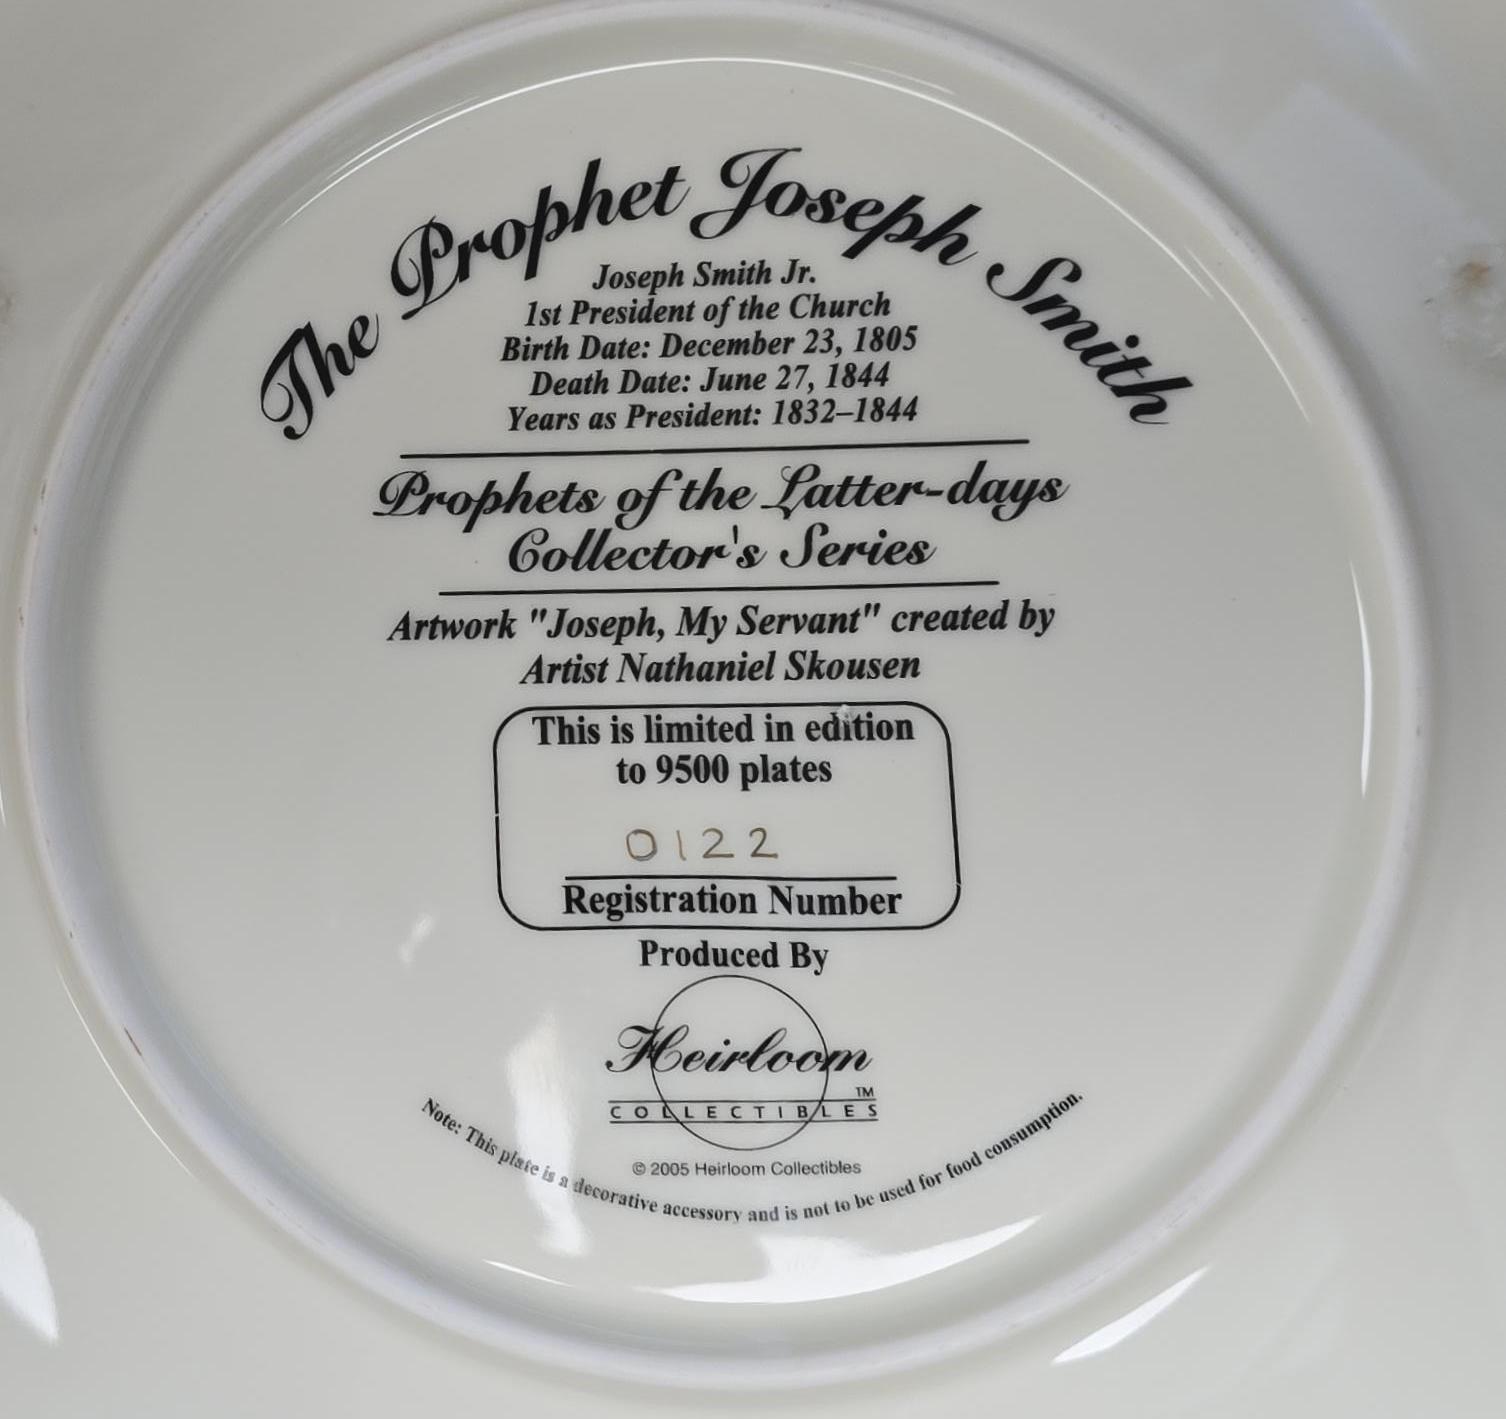 The Prophet Joseph Smith
Joseph Smith Jr.
1st President of the Church
Birth Date: December 23, 1805
Death Date: June 27, 1844
Years as President: 1832–1844
Prophets of the Latter-days
Collector's Series
Artwork "Joseph, My Servant" created by
Artist Nathaniel Skousen
This is limited in edition
to 9500 plates
0122
Registration Number
Produced By
Heirloom
COLLECTIBLES TM
© 2005 Heirloom Collectibles
Note: This plate is a decorative accessory and is not to be used for food consumption.